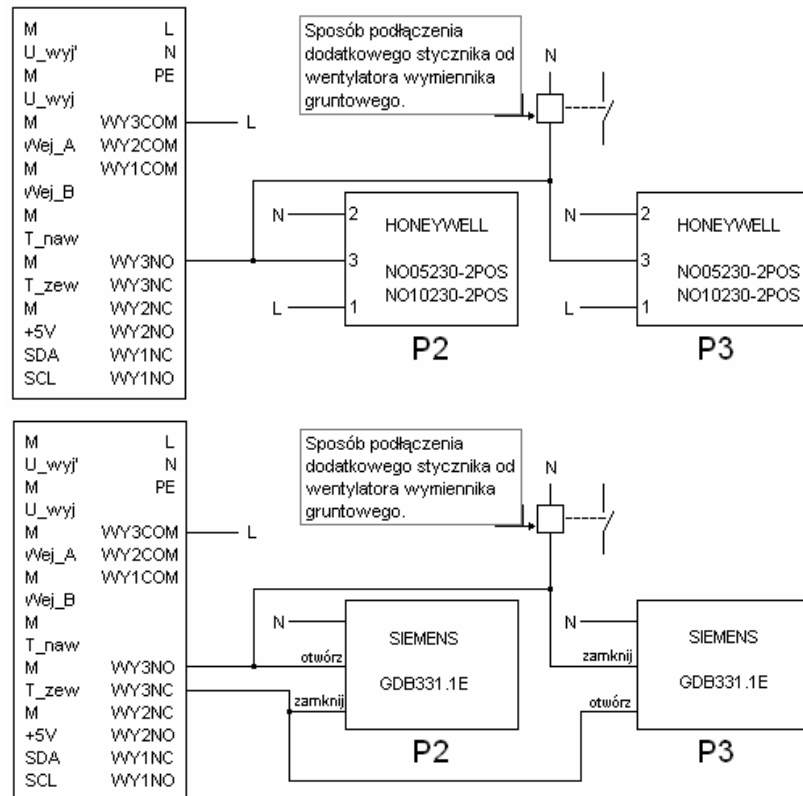 M L
U_wyj' N
M PE
U_wyj
M WY3COM L
Wej_A WY2COM
M WY1COM
Wej_B
M
T_naw
M WY3NO
T_zew WY3NC
M WY2NC
+5V WY2NO
SDA WY1NC
SCL WY1NO
Sposób podłączenia
dodatkowego stycznika od
wentylatora wymiennika
gruntowego.
N
N 2
HONEYWELL
3
NO05230-2POS
NO10230-2POS
L 1
P2
N 2
HONEYWELL
3
NO05230-2POS
NO10230-2POS
L 1
P3
M L
U_wyj' N
M PE
U_wyj
M WY3COM L
Wej_A WY2COM
M WY1COM
Wej_B
M
T_naw
M WY3NO
T_zew WY3NC
M WY2NC
+5V WY2NO
SDA WY1NC
SCL WY1NO
Sposób podłączenia
dodatkowego stycznika od
wentylatora wymiennika
gruntowego.
N
N
SIEMENS
otwórz
GDB331.1E
zamknij
P2
N
SIEMENS
zamknij
GDB331.1E
otwórz
P3